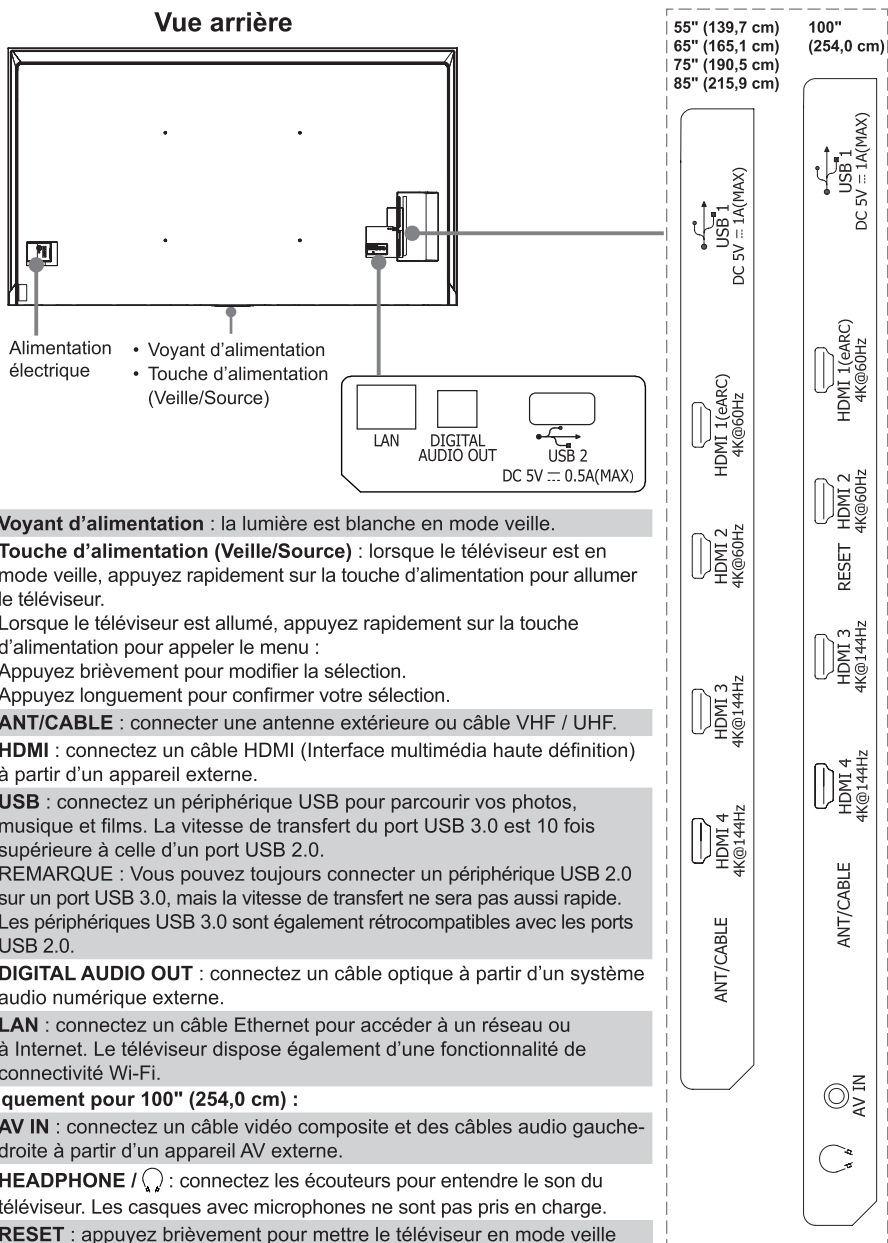 Vue arrière
Alimentation
électrique
• Voyant d'alimentation
• Touche d'alimentation
(Veille/Source)
LAN
DIGITAL
AUDIO OUT
USB 2
DC 5V ⎓ 0.5A(MAX)
55" (139,7 cm)
65" (165,1 cm)
75" (190,5 cm)
85" (215,9 cm)
USB 1
DC 5V ⎓ 1A(MAX)
HDMI 1(eARC)
4K@60Hz
HDMI 2
4K@60Hz
HDMI 3
4K@144Hz
HDMI 4
4K@144Hz
ANT/CABLE
100"
(254,0 cm)
USB 1
DC 5V ⎓ 1A(MAX)
HDMI 1(eARC)
4K@60Hz
HDMI 2
4K@60Hz
RESET
HDMI 3
4K@144Hz
HDMI 4
4K@144Hz
ANT/CABLE
AV IN
Voyant d'alimentation : la lumière est blanche en mode veille.
Touche d'alimentation (Veille/Source) : lorsque le téléviseur est en
mode veille, appuyez rapidement sur la touche d'alimentation pour allumer
le téléviseur.
Lorsque le téléviseur est allumé, appuyez rapidement sur la touche
d'alimentation pour appeler le menu :
Appuyez brièvement pour modifier la sélection.
Appuyez longuement pour confirmer votre sélection.
ANT/CABLE : connecter une antenne extérieure ou câble VHF / UHF.
HDMI : connectez un câble HDMI (Interface multimédia haute définition)
à partir d'un appareil externe.
USB : connectez un périphérique USB pour parcourir vos photos,
musique et films. La vitesse de transfert du port USB 3.0 est 10 fois
supérieure à celle d'un port USB 2.0.
REMARQUE : Vous pouvez toujours connecter un périphérique USB 2.0
sur un port USB 3.0, mais la vitesse de transfert ne sera pas aussi rapide.
Les périphériques USB 3.0 sont également rétrocompatibles avec les ports
USB 2.0.
DIGITAL AUDIO OUT : connectez un câble optique à partir d'un système
audio numérique externe.
LAN : connectez un câble Ethernet pour accéder à un réseau ou
à Internet. Le téléviseur dispose également d'une fonctionnalité de
connectivité Wi-Fi.
quement pour 100" (254,0 cm) :
AV IN : connectez un câble vidéo composite et des câbles audio gauche-
droite à partir d'un appareil AV externe.
HEADPHONE / : connectez les écouteurs pour entendre le son du
téléviseur. Les casques avec microphones ne sont pas pris en charge.
RESET : appuyez brièvement pour mettre le téléviseur en mode veille